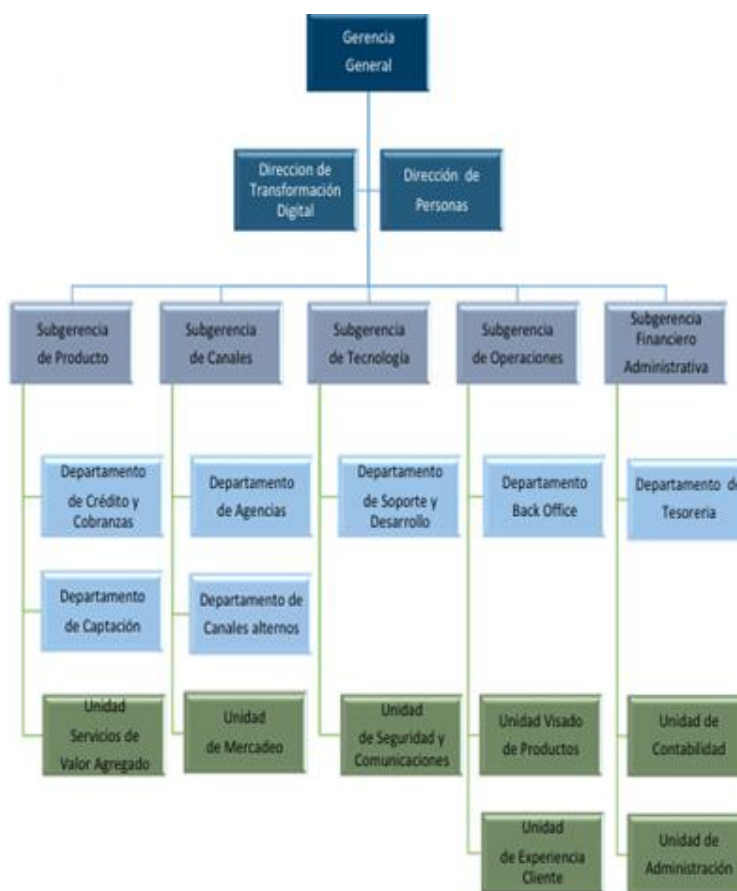 Gerencia
General
Direccion de
Transformación
Digital
Dirección de
Personas
Subgerencia
de Producto
Subgerencia
de Canales
Subgerencia
de Tecnología
Subgerencia
de Operaciones
Subgerencia
Financiero
Administrativa
Departamento
de Crédito y
Cobranzas
Departamento
de Agencias
Departamento
de Soporte y
Desarrollo
Departamento
Back Office
Departamento de
Tesoreria
Departamento
de Captación
Departamento de
Canales alternos
Unidad
Servicios de
Valor Agregado
Unidad
de Mercadeo
Unidad
de Seguridad y
Comunicaciones
Unidad Visado
de Productos
Unidad de
Contabilidad
Unidad
de Experiencia
Cliente
Unidad de
Administración